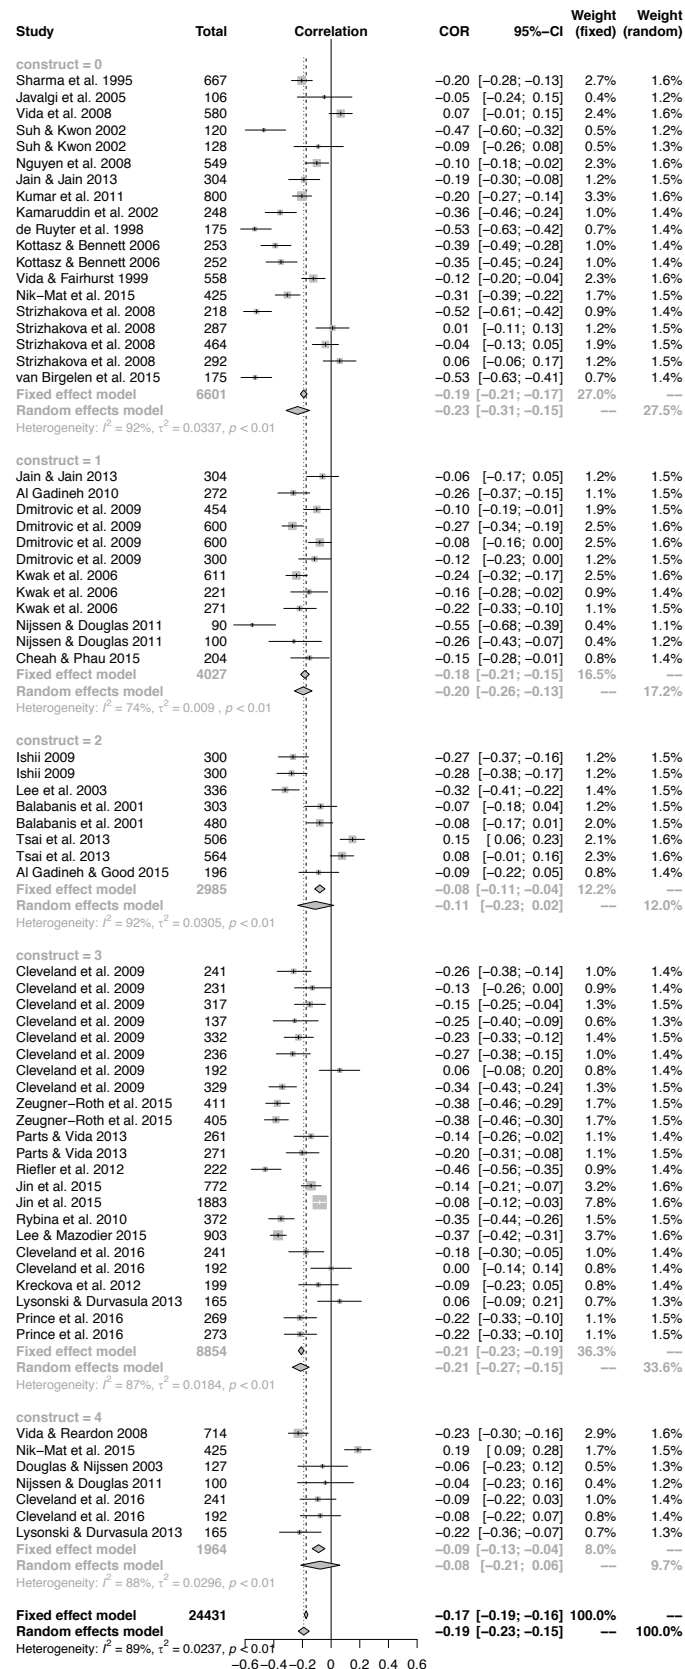 Weight Weight
Study Total Correlation COR 95%−CI (fixed) (random)
construct = 0
Sharma et al. 1995 667 −0.20 [−0.28; −0.13] 2.7% 1.6%
Javalgi et al. 2005 106 −0.05 [−0.24; 0.15] 0.4% 1.2%
Vida et al. 2008 580 0.07 [−0.01; 0.15] 2.4% 1.6%
Suh & Kwon 2002 120 −0.47 [−0.60; −0.32] 0.5% 1.2%
Suh & Kwon 2002 128 −0.09 [−0.26; 0.08] 0.5% 1.3%
Nguyen et al. 2008 549 −0.10 [−0.18; −0.02] 2.3% 1.6%
Jain & Jain 2013 304 −0.19 [−0.30; −0.08] 1.2% 1.5%
Kumar et al. 2011 800 −0.20 [−0.27; −0.14] 3.3% 1.6%
Kamaruddin et al. 2002 248 −0.36 [−0.46; −0.24] 1.0% 1.4%
de Ruyter et al. 1998 175 −0.53 [−0.63; −0.42] 0.7% 1.4%
Kottasz & Bennett 2006 253 −0.39 [−0.49; −0.28] 1.0% 1.4%
Kottasz & Bennett 2006 252 −0.35 [−0.45; −0.24] 1.0% 1.4%
Vida & Fairhurst 1999 558 −0.12 [−0.20; −0.04] 2.3% 1.6%
Nik−Mat et al. 2015 425 −0.31 [−0.39; −0.22] 1.7% 1.5%
Strizhakova et al. 2008 218 −0.52 [−0.61; −0.42] 0.9% 1.4%
Strizhakova et al. 2008 287 0.01 [−0.11; 0.13] 1.2% 1.5%
Strizhakova et al. 2008 464 −0.04 [−0.13; 0.05] 1.9% 1.5%
Strizhakova et al. 2008 292 0.06 [−0.06; 0.17] 1.2% 1.5%
van Birgelen et al. 2015 175 −0.53 [−0.63; −0.41] 0.7% 1.4%
Fixed effect model 6601 −0.19 [−0.21; −0.17] 27.0% −−
Random effects model −0.23 [−0.31; −0.15] −− 27.5%
Heterogeneity: I² = 92%, τ² = 0.0337, p < 0.01
construct = 1
Jain & Jain 2013 304 −0.06 [−0.17; 0.05] 1.2% 1.5%
Al Gadineh 2010 272 −0.26 [−0.37; −0.15] 1.1% 1.5%
Dmitrovic et al. 2009 454 −0.10 [−0.19; −0.01] 1.9% 1.5%
Dmitrovic et al. 2009 600 −0.27 [−0.34; −0.19] 2.5% 1.6%
Dmitrovic et al. 2009 600 −0.08 [−0.16; 0.00] 2.5% 1.6%
Dmitrovic et al. 2009 300 −0.12 [−0.23; 0.00] 1.2% 1.5%
Kwak et al. 2006 611 −0.24 [−0.32; −0.17] 2.5% 1.6%
Kwak et al. 2006 221 −0.16 [−0.28; −0.02] 0.9% 1.4%
Kwak et al. 2006 271 −0.22 [−0.33; −0.10] 1.1% 1.5%
Nijssen & Douglas 2011 90 −0.55 [−0.68; −0.39] 0.4% 1.1%
Nijssen & Douglas 2011 100 −0.26 [−0.43; −0.07] 0.4% 1.2%
Cheah & Phau 2015 204 −0.15 [−0.28; −0.01] 0.8% 1.4%
Fixed effect model 4027 −0.18 [−0.21; −0.15] 16.5% −−
Random effects model −0.20 [−0.26; −0.13] −− 17.2%
Heterogeneity: I² = 74%, τ² = 0.009 , p < 0.01
construct = 2
Ishii 2009 300 −0.27 [−0.37; −0.16] 1.2% 1.5%
Ishii 2009 300 −0.28 [−0.38; −0.17] 1.2% 1.5%
Lee et al. 2003 336 −0.32 [−0.41; −0.22] 1.4% 1.5%
Balabanis et al. 2001 303 −0.07 [−0.18; 0.04] 1.2% 1.5%
Balabanis et al. 2001 480 −0.08 [−0.17; 0.01] 2.0% 1.5%
Tsai et al. 2013 506 0.15 [ 0.06; 0.23] 2.1% 1.6%
Tsai et al. 2013 564 0.08 [−0.01; 0.16] 2.3% 1.6%
Al Gadineh & Good 2015 196 −0.09 [−0.22; 0.05] 0.8% 1.4%
Fixed effect model 2985 −0.08 [−0.11; −0.04] 12.2% −−
Random effects model −0.11 [−0.23; 0.02] −− 12.0%
Heterogeneity: I² = 92%, τ² = 0.0305, p < 0.01
construct = 3
Cleveland et al. 2009 241 −0.26 [−0.38; −0.14] 1.0% 1.4%
Cleveland et al. 2009 231 −0.13 [−0.26; 0.00] 0.9% 1.4%
Cleveland et al. 2009 317 −0.15 [−0.25; −0.04] 1.3% 1.5%
Cleveland et al. 2009 137 −0.25 [−0.40; −0.09] 0.6% 1.3%
Cleveland et al. 2009 332 −0.23 [−0.33; −0.12] 1.4% 1.5%
Cleveland et al. 2009 236 −0.27 [−0.38; −0.15] 1.0% 1.4%
Cleveland et al. 2009 192 0.06 [−0.08; 0.20] 0.8% 1.4%
Cleveland et al. 2009 329 −0.34 [−0.43; −0.24] 1.3% 1.5%
Zeugner−Roth et al. 2015 411 −0.38 [−0.46; −0.29] 1.7% 1.5%
Zeugner−Roth et al. 2015 405 −0.38 [−0.46; −0.30] 1.7% 1.5%
Parts & Vida 2013 261 −0.14 [−0.26; −0.02] 1.1% 1.4%
Parts & Vida 2013 271 −0.20 [−0.31; −0.08] 1.1% 1.5%
Riefler et al. 2012 222 −0.46 [−0.56; −0.35] 0.9% 1.4%
Jin et al. 2015 772 −0.14 [−0.21; −0.07] 3.2% 1.6%
Jin et al. 2015 1883 −0.08 [−0.12; −0.03] 7.8% 1.6%
Rybina et al. 2010 372 −0.35 [−0.44; −0.26] 1.5% 1.5%
Lee & Mazodier 2015 903 −0.37 [−0.42; −0.31] 3.7% 1.6%
Cleveland et al. 2016 241 −0.18 [−0.30; −0.05] 1.0% 1.4%
Cleveland et al. 2016 192 0.00 [−0.14; 0.14] 0.8% 1.4%
Kreckova et al. 2012 199 −0.09 [−0.23; 0.05] 0.8% 1.4%
Lysonski & Durvasula 2013 165 0.06 [−0.09; 0.21] 0.7% 1.3%
Prince et al. 2016 269 −0.22 [−0.33; −0.10] 1.1% 1.5%
Prince et al. 2016 273 −0.22 [−0.33; −0.10] 1.1% 1.5%
Fixed effect model 8854 −0.21 [−0.23; −0.19] 36.3% −−
Random effects model −0.21 [−0.27; −0.15] −− 33.6%
Heterogeneity: I² = 87%, τ² = 0.0184, p < 0.01
construct = 4
Vida & Reardon 2008 714 −0.23 [−0.30; −0.16] 2.9% 1.6%
Nik−Mat et al. 2015 425 0.19 [ 0.09; 0.28] 1.7% 1.5%
Douglas & Nijssen 2003 127 −0.06 [−0.23; 0.12] 0.5% 1.3%
Nijssen & Douglas 2011 100 −0.04 [−0.23; 0.16] 0.4% 1.2%
Cleveland et al. 2016 241 −0.09 [−0.22; 0.03] 1.0% 1.4%
Cleveland et al. 2016 192 −0.08 [−0.22; 0.07] 0.8% 1.4%
Lysonski & Durvasula 2013 165 −0.22 [−0.36; −0.07] 0.7% 1.3%
Fixed effect model 1964 −0.09 [−0.13; −0.04] 8.0% −−
Random effects model −0.08 [−0.21; 0.06] −− 9.7%
Heterogeneity: I² = 88%, τ² = 0.0296, p < 0.01
Fixed effect model 24431 −0.17 [−0.19; −0.16] 100.0% −−
Random effects model −0.19 [−0.23; −0.15] −− 100.0%
Heterogeneity: I² = 89%, τ² = 0.0237, p < 0.01
−0.6 −0.4 −0.2 0 0.2 0.4 0.6